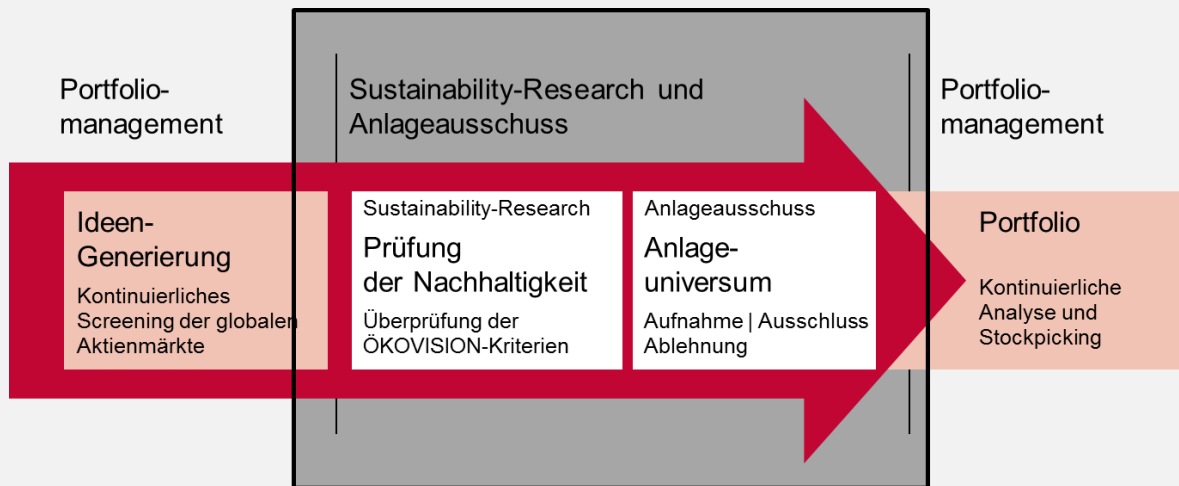 Portfolio-
management
Sustainability-Research und
Anlageausschuss
Portfolio-
management
Ideen-
Generierung
Kontinuierliches
Screening der globalen
Aktienmärkte
Sustainability-Research
Prüfung
der Nachhaltigkeit
Überprüfung der
ÖKOVISION-Kriterien
Anlageausschuss
Anlage-
universum
Aufnahme | Ausschluss
Ablehnung
Portfolio
Kontinuierliche
Analyse und
Stockpicking